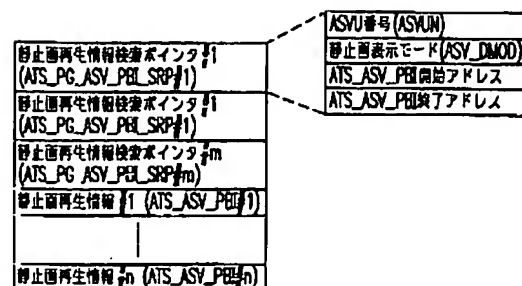 静止画再生情報検索ポインタ#1
(ATS_PG_ASV_PBI_SRP#1)
静止画再生情報検索ポインタ#1
(ATS_PG_ASV_PBI_SRP#1)
静止画再生情報検索ポインタ#m
(ATS_PG_ASV_PBI_SRP#m)
静止画再生情報 #1 (ATS_ASV_PBI#1)
静止画再生情報 #n (ATS_ASV_PBI#n)
ASVU番号(ASVUN)
静止画表示モード(ASV_DMOD)
ATS_ASV_PBI開始アドレス
ATS_ASV_PBI終了アドレス